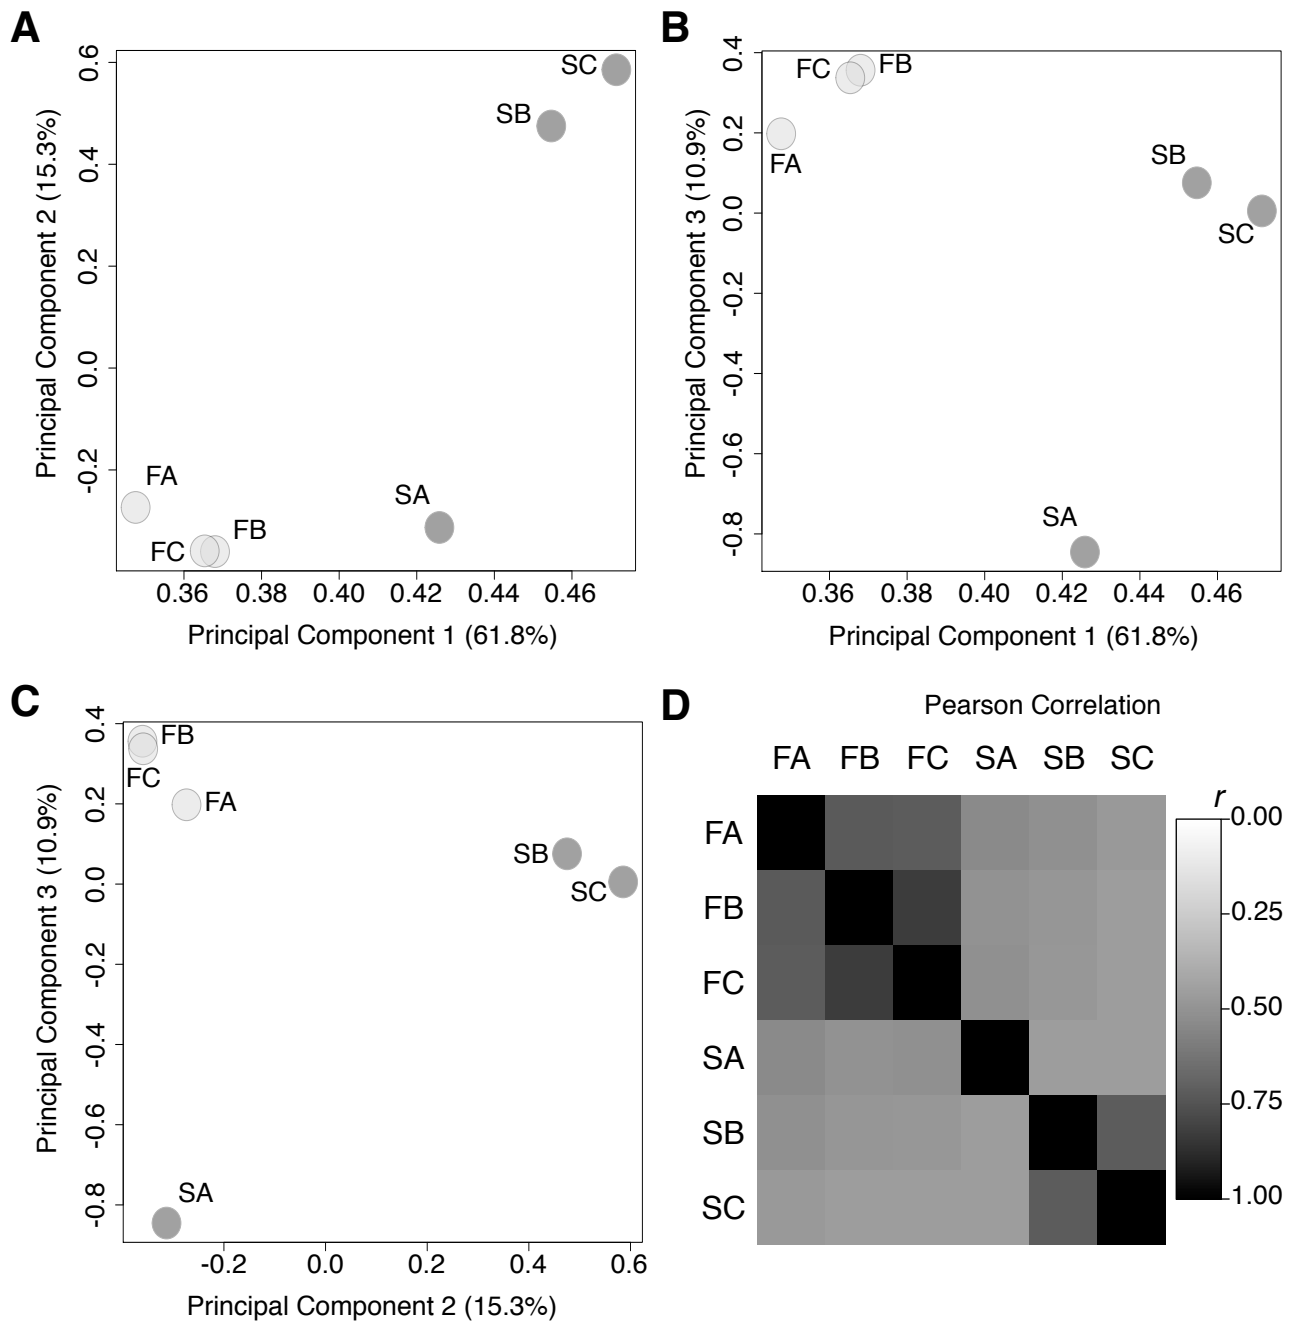 A
Principal Component 2 (15.3%)
0.6
0.4
0.2
0.0
-0.2
SC
SB
FA
SA
FB
FC
0.36 0.38 0.40 0.42 0.44 0.46
Principal Component 1 (61.8%)
B
Principal Component 3 (10.9%)
0.4
0.2
0.0
-0.2
-0.4
-0.6
-0.8
FC FB
FA
SB
SC
SA
0.36 0.38 0.40 0.42 0.44 0.46
Principal Component 1 (61.8%)
C
Principal Component 3 (10.9%)
0.4
0.2
0.0
-0.2
-0.4
-0.6
-0.8
FB
FC
FA
SB
SC
SA
-0.2 0.0 0.2 0.4 0.6
Principal Component 2 (15.3%)
D
Pearson Correlation
FA FB FC SA SB SC
FA
FB
FC
SA
SB
SC
r
0.00
0.25
0.50
0.75
1.00